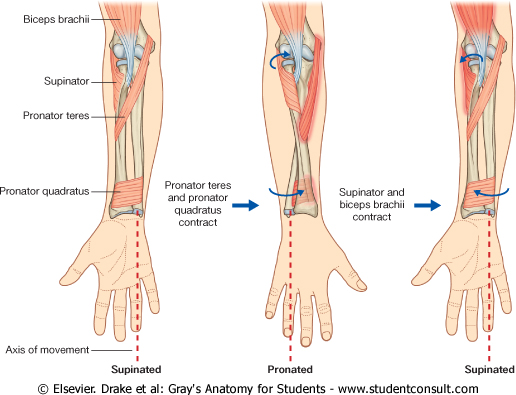 Biceps brachii
Supinator
Pronator teres
Pronator quadratus
Axis of movement
Supinated
Pronator teres
and pronator
quadratus
contract
Pronated
Supinator and
biceps brachii
contract
Supinated
© Elsevier. Drake et al: Gray's Anatomy for Students - www.studentconsult.com